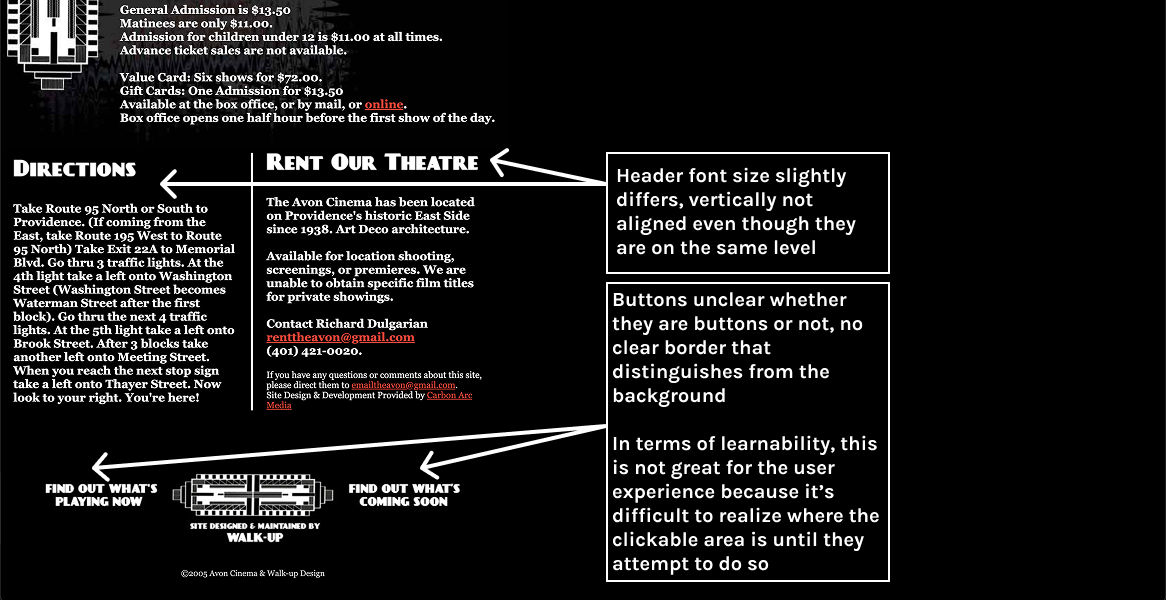 General Admission is $13.50
Matinees are only $11.00.
Admission for children under 12 is $11.00 at all times.
Advance ticket sales are not available.
Value Card: Six shows for $72.00.
Gift Cards: One Admission for $13.50
Available at the box office, or by mail, or online.
Box office opens one half hour before the first show of the day.
Directions
Take Route 95 North or South to
Providence. (If coming from the
East, take Route 195 West to Route
95 North) Take Exit 22A to Memorial
Blvd. Go thru 3 traffic lights. At the
4th light take a left onto Washington
Street (Washington Street becomes
Waterman Street after the first
block). Go thru the next 4 traffic
lights. At the 5th light take a left onto
Brook Street. After 3 blocks take
another left onto Meeting Street.
When you reach the next stop sign
take a left onto Thayer Street. Now
look to your right. You're here!
Rent Our Theatre
The Avon Cinema has been located
on Providence's historic East Side
since 1938. Art Deco architecture.
Available for location shooting,
screenings, or premieres. We are
unable to obtain specific film titles
for private showings.
Contact Richard Dulgarian
renttheavon@gmail.com
(401) 421-0020.
If you have any questions or comments about this site,
please direct them to emailtheavon@gmail.com.
Site Design & Development Provided by Carbon Arc
Media
Header font size slightly
differs, vertically not
aligned even though they
are on the same level
Buttons unclear whether
they are buttons or not, no
clear border that
distinguishes from the
background
In terms of learnability, this
is not great for the user
experience because it's
difficult to realize where the
clickable area is until they
attempt to do so
FIND OUT WHAT'S
PLAYING NOW
FIND OUT WHAT'S
COMING SOON
SITE DESIGNED & MAINTAINED BY
WALK-UP
©2005 Avon Cinema & Walk-up Design